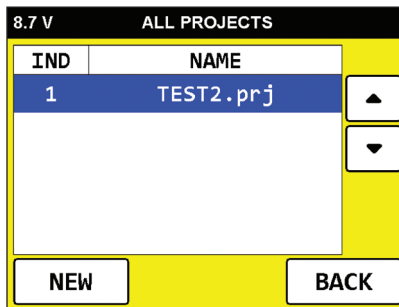 8.7 V ALL PROJECTS
IND NAME
1 TEST2.prj
NEW BACK